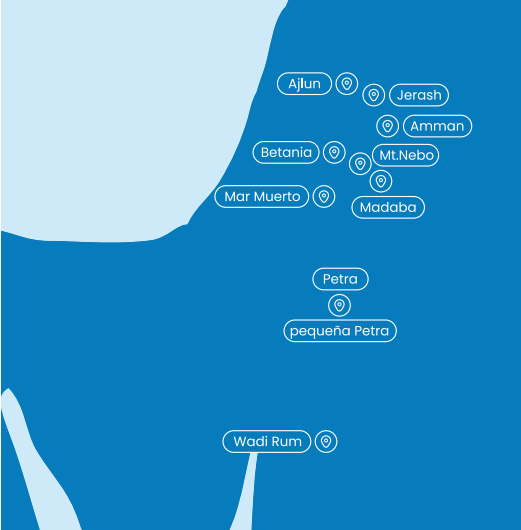 Ajlun
Jerash
Amman
Betania
Mt.Nebo
Mar Muerto
Madaba
Petra
pequeña Petra
Wadi Rum